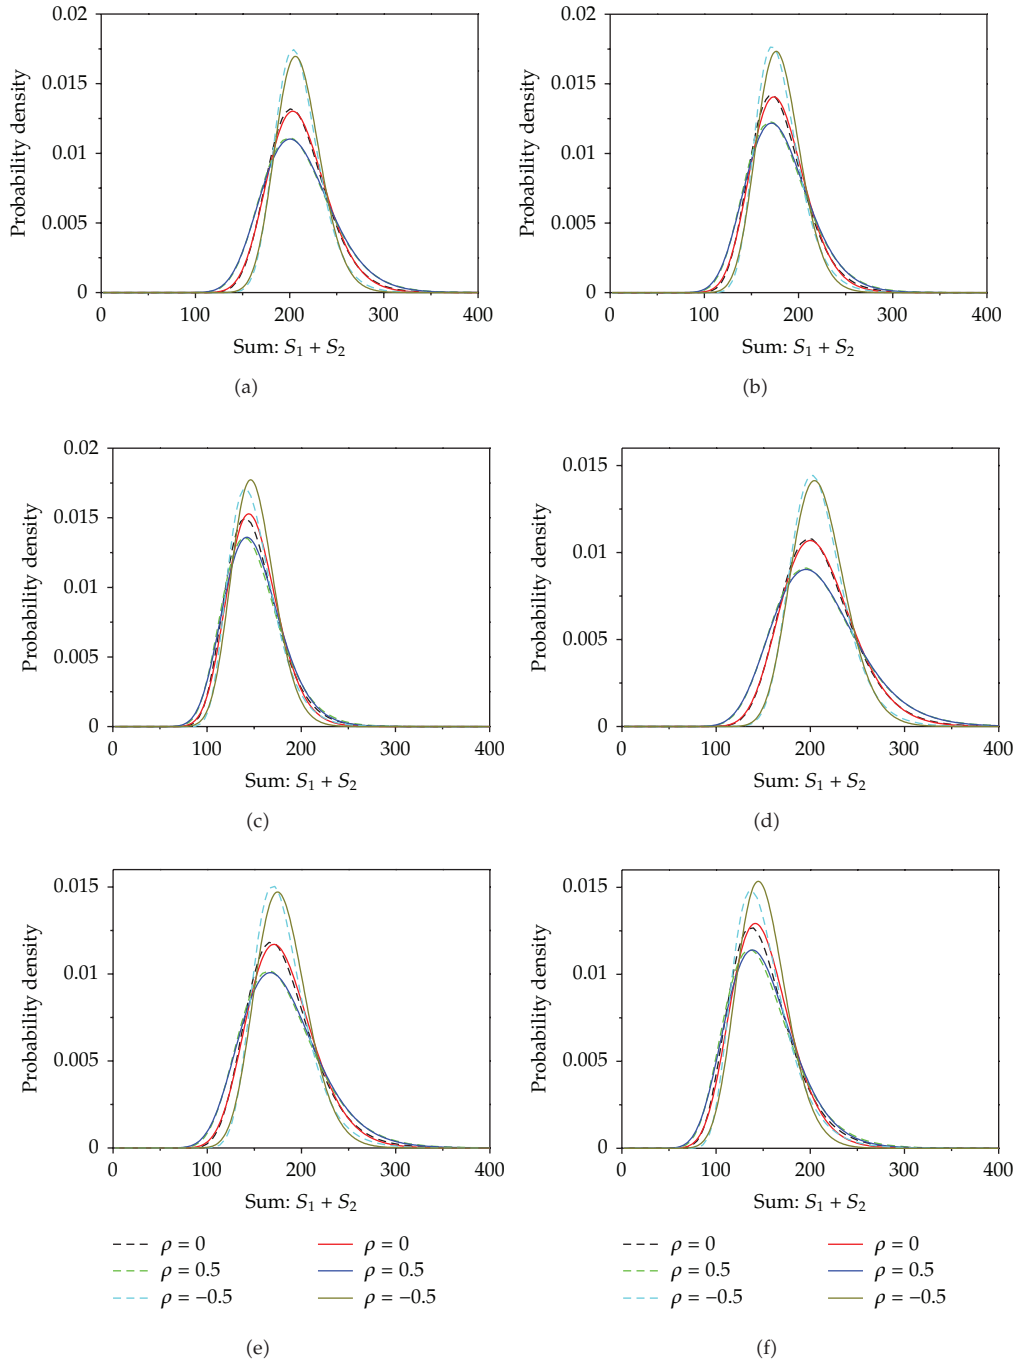 0.02
0.015
0.01
0.005
0
Probability density
0 100 200 300 400
Sum: S₁ + S₂
(a)
0.02
0.015
0.01
0.005
0
Probability density
0 100 200 300 400
Sum: S₁ + S₂
(b)
0.02
0.015
0.01
0.005
0
Probability density
0 100 200 300 400
Sum: S₁ + S₂
(c)
0.015
0.01
0.005
0
Probability density
0 100 200 300 400
Sum: S₁ + S₂
(d)
0.015
0.01
0.005
0
Probability density
0 100 200 300 400
Sum: S₁ + S₂
ρ = 0 ρ = 0
ρ = 0.5 ρ = 0.5
ρ = −0.5 ρ = −0.5
(e)
0.015
0.01
0.005
0
Probability density
0 100 200 300 400
Sum: S₁ + S₂
ρ = 0 ρ = 0
ρ = 0.5 ρ = 0.5
ρ = −0.5 ρ = −0.5
(f)